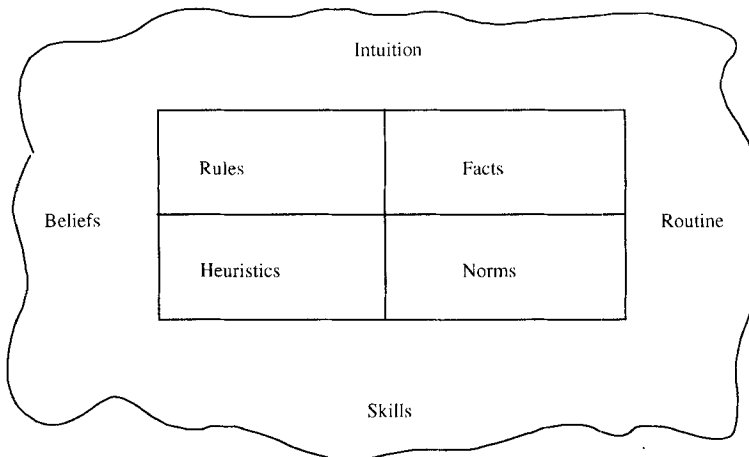 Intuition
Rules
Facts
Beliefs
Routine
Heuristics
Norms
Skills